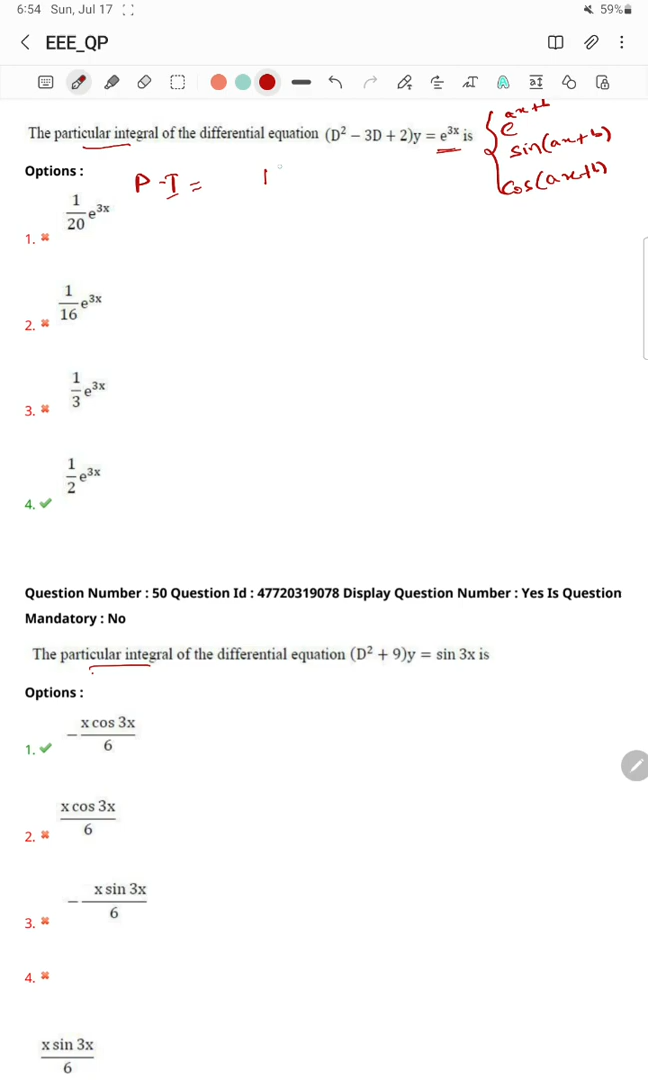 6:54 Sun, Jul 17 59%
EEE_QP
The particular integral of the differential equation (D² − 3D + 2)y = e³ˣ is
e^(ax+b)
sin(ax+b)
cos(ax+b)
Options :
P-I = 1
1. 1/20 e³ˣ
2. 1/16 e³ˣ
3. 1/3 e³ˣ
4. 1/2 e³ˣ
Question Number : 50 Question Id : 47720319078 Display Question Number : Yes Is Question
Mandatory : No
The particular integral of the differential equation (D² + 9)y = sin 3x is
Options :
1. − x cos 3x / 6
2. x cos 3x / 6
3. − x sin 3x / 6
4.
x sin 3x / 6